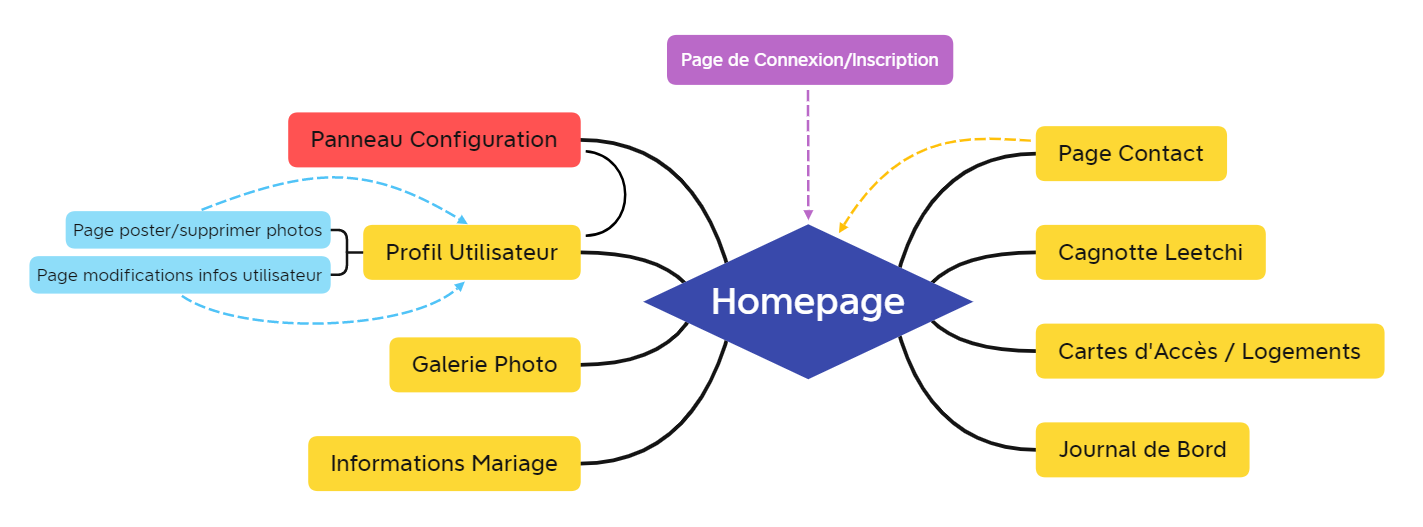 Page de Connexion/Inscription
Panneau Configuration
Page Contact
Page poster/supprimer photos
Profil Utilisateur
Cagnotte Leetchi
Page modifications infos utilisateur
Homepage
Galerie Photo
Cartes d'Accès / Logements
Informations Mariage
Journal de Bord